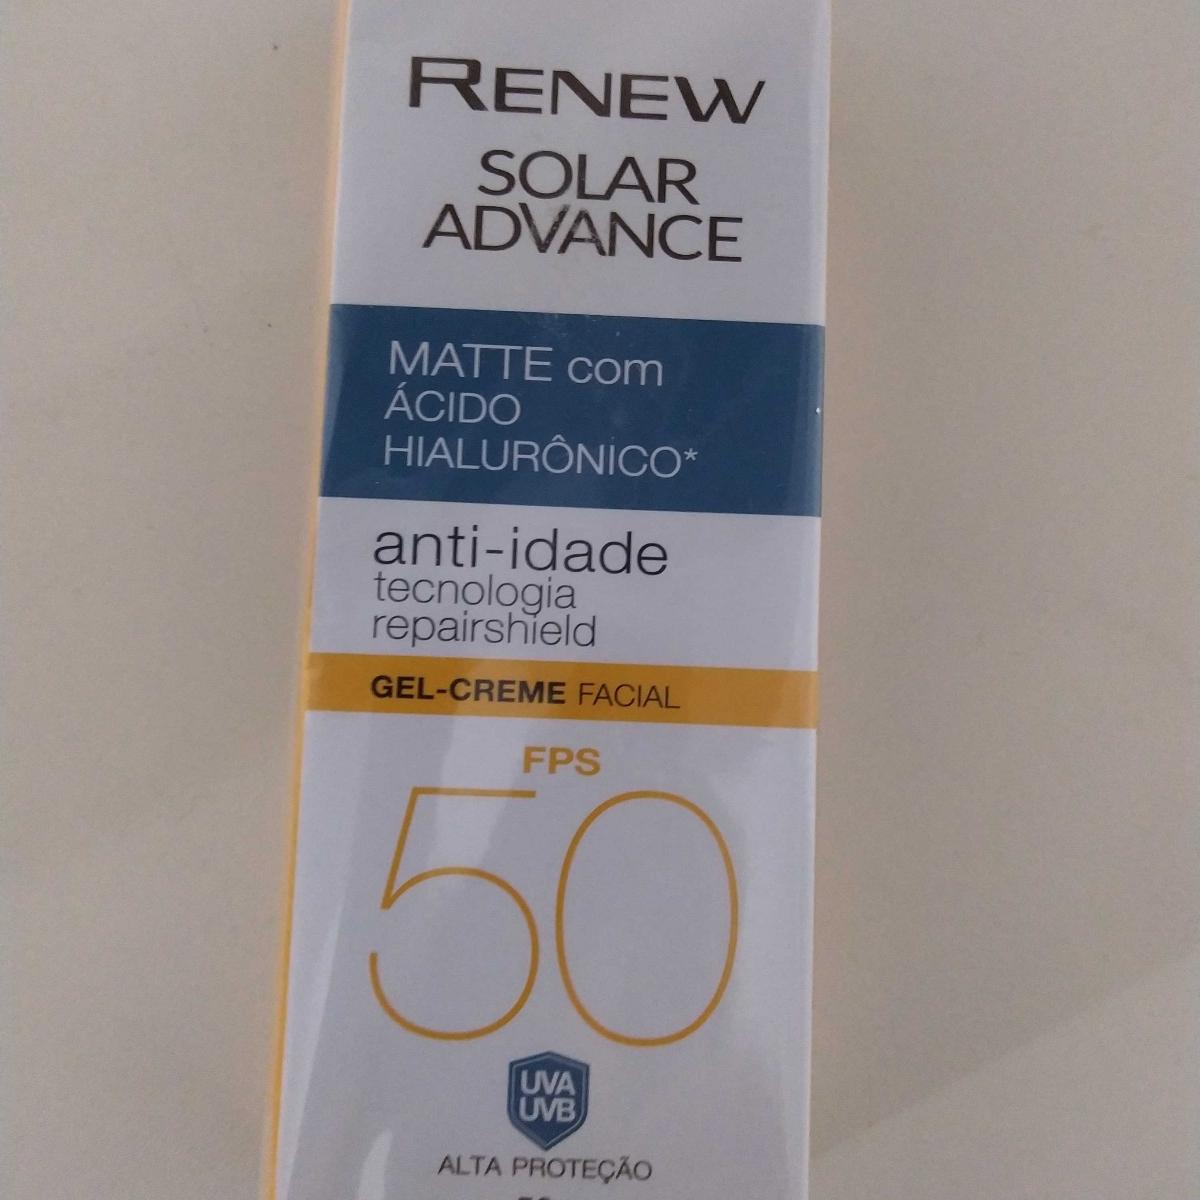 RENEW
SOLAR
ADVANCE
MATTE com
ÁCIDO
HIALURÔNICO*
anti-idade
tecnologia
repairshield
GEL-CREME FACIAL
FPS
50
UVA
UVB
ALTA PROTEÇÃO